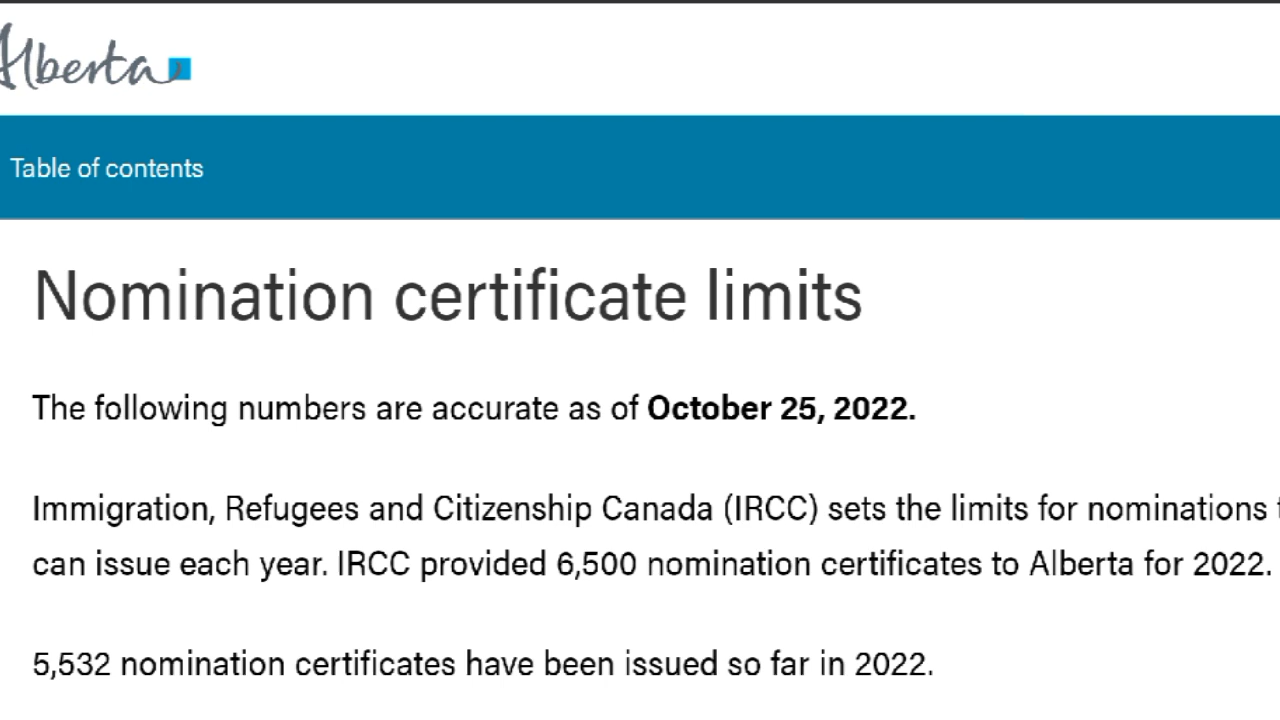 Alberta
Table of contents
Nomination certificate limits
The following numbers are accurate as of October 25, 2022.
Immigration, Refugees and Citizenship Canada (IRCC) sets the limits for nominations
can issue each year. IRCC provided 6,500 nomination certificates to Alberta for 2022.
5,532 nomination certificates have been issued so far in 2022.